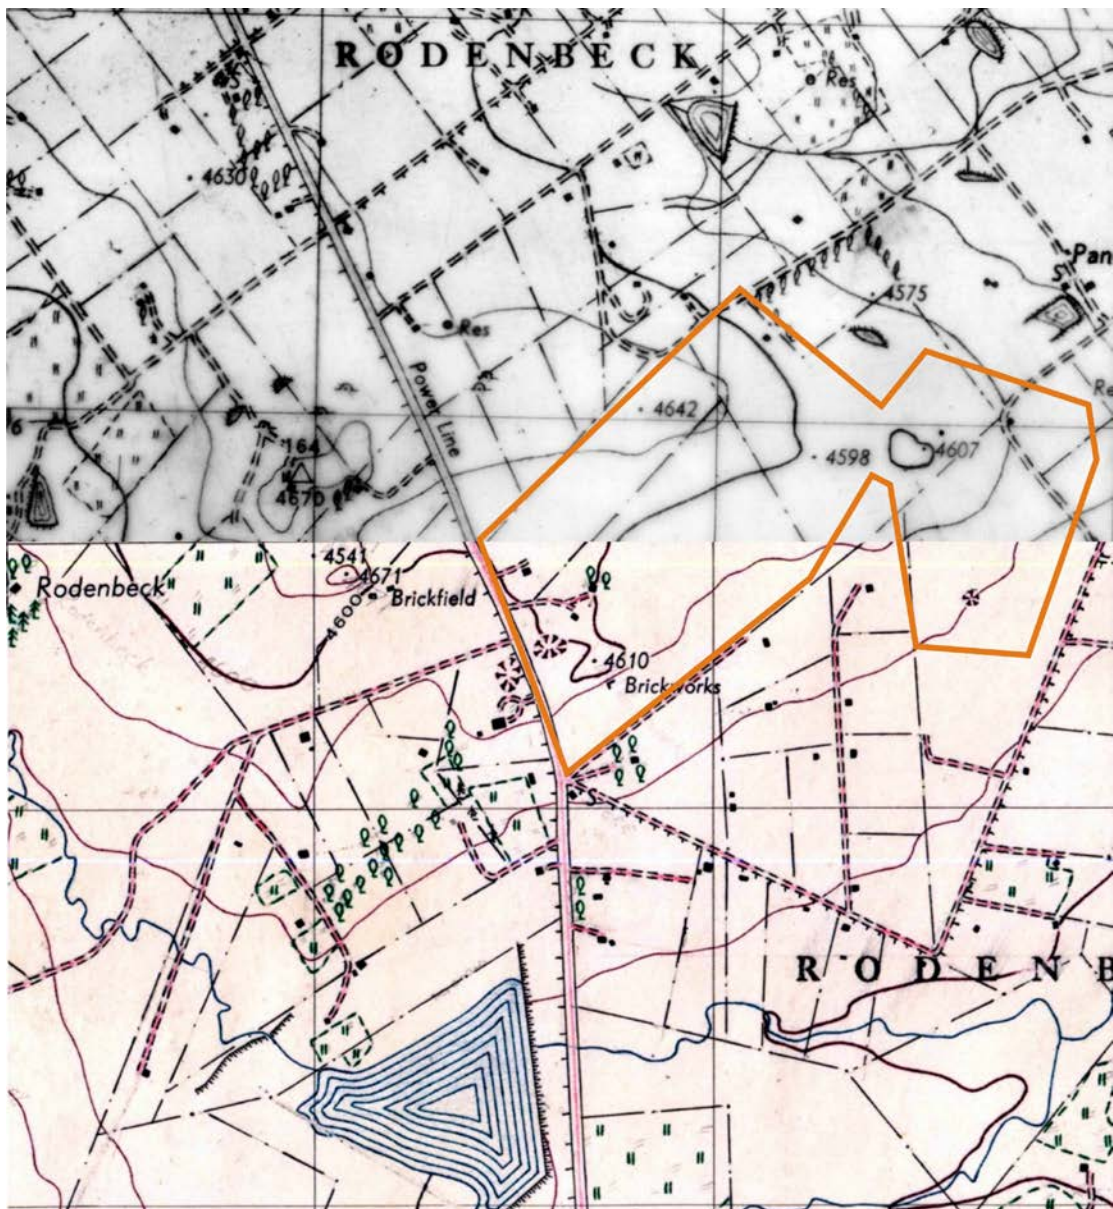 RODENBECK
Res
4630
S
Pan
4575
Res
Power Line
4642
4598
4607
164
4670
4541
4671
Rodenbeck
Brickfield
4600
4610
Brickworks
S
RODENB